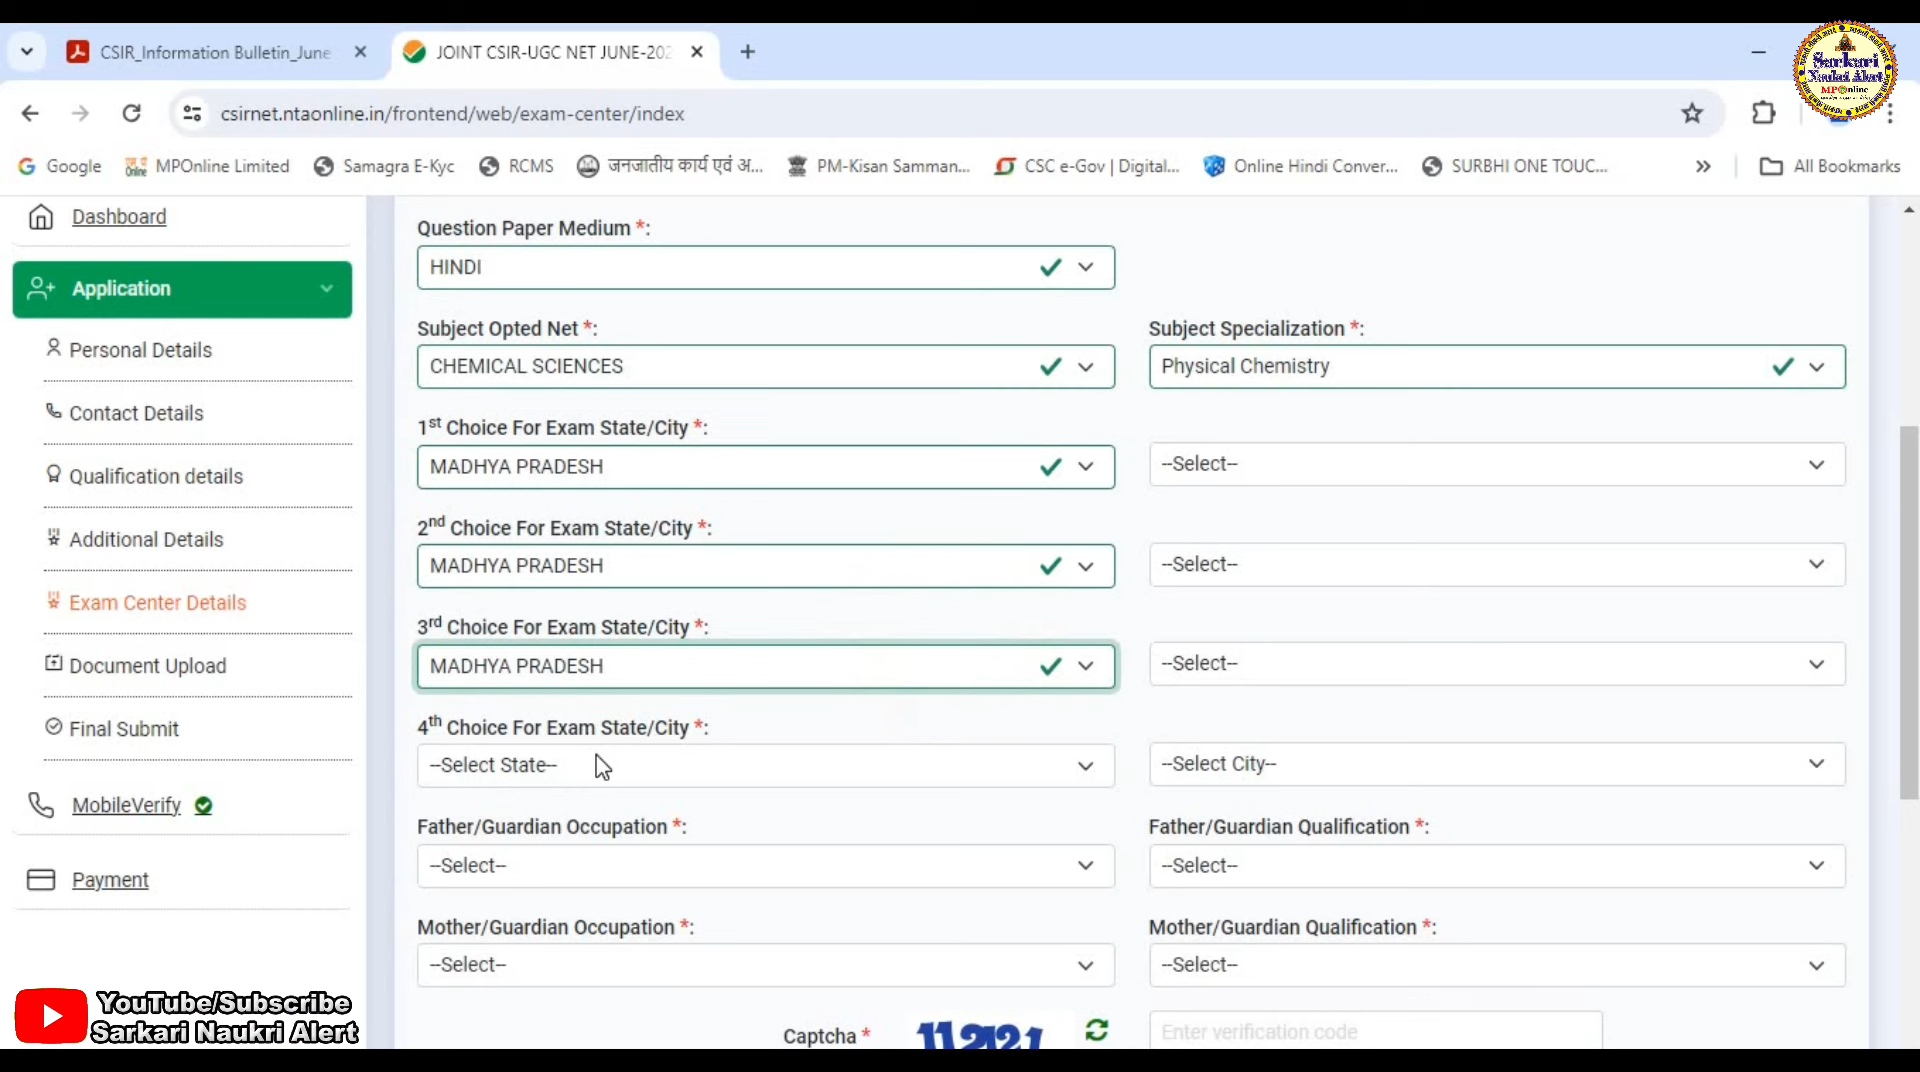 CSIR_Information Bulletin_June
JOINT CSIR-UGC NET JUNE-202
csirnet.ntaonline.in/frontend/web/exam-center/index
Sarkari
Naukri Alert
MPOnline
Google
MPOnline Limited
Samagra E-Kyc
RCMS
जनजातीय कार्य एवं अ...
PM-Kisan Samman...
CSC e-Gov | Digital...
Online Hindi Conver...
SURBHI ONE TOUC...
All Bookmarks
Dashboard
Application
Personal Details
Contact Details
Qualification details
Additional Details
Exam Center Details
Document Upload
Final Submit
MobileVerify
Payment
Question Paper Medium *:
HINDI
Subject Opted Net *:
CHEMICAL SCIENCES
Subject Specialization *:
Physical Chemistry
1st Choice For Exam State/City *:
MADHYA PRADESH
--Select--
2nd Choice For Exam State/City *:
MADHYA PRADESH
--Select--
3rd Choice For Exam State/City *:
MADHYA PRADESH
--Select--
4th Choice For Exam State/City *:
--Select State--
--Select City--
Father/Guardian Occupation *:
--Select--
Father/Guardian Qualification *:
--Select--
Mother/Guardian Occupation *:
--Select--
Mother/Guardian Qualification *:
--Select--
Captcha *
Enter verification code
YouTube/Subscribe
Sarkari Naukri Alert